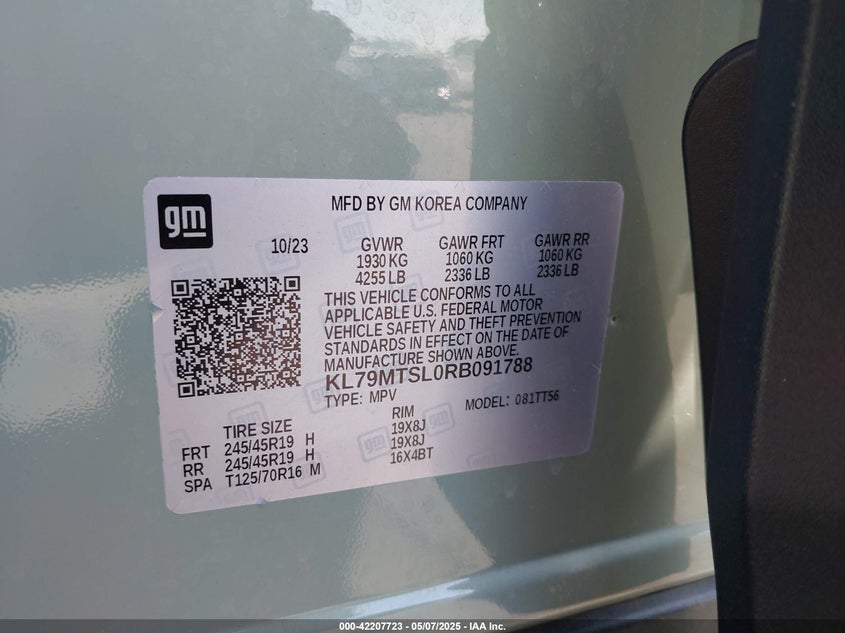 gm
MFD BY GM KOREA COMPANY
10/23
GVWR GAWR FRT GAWR RR
1930 KG 1060 KG 1060 KG
4255 LB 2336 LB 2336 LB
THIS VEHICLE CONFORMS TO ALL
APPLICABLE U.S. FEDERAL MOTOR
VEHICLE SAFETY AND THEFT PREVENTION
STANDARDS IN EFFECT ON THE DATE OF
MANUFACTURE SHOWN ABOVE.
KL79MTSL0RB091788
TYPE: MPV MODEL: 081TT56
TIRE SIZE RIM
FRT 245/45R19 H 19X8J
RR 245/45R19 H 19X8J
SPA T125/70R16 M 16X4BT
000-42207723 - 05/07/2025 - IAA Inc.